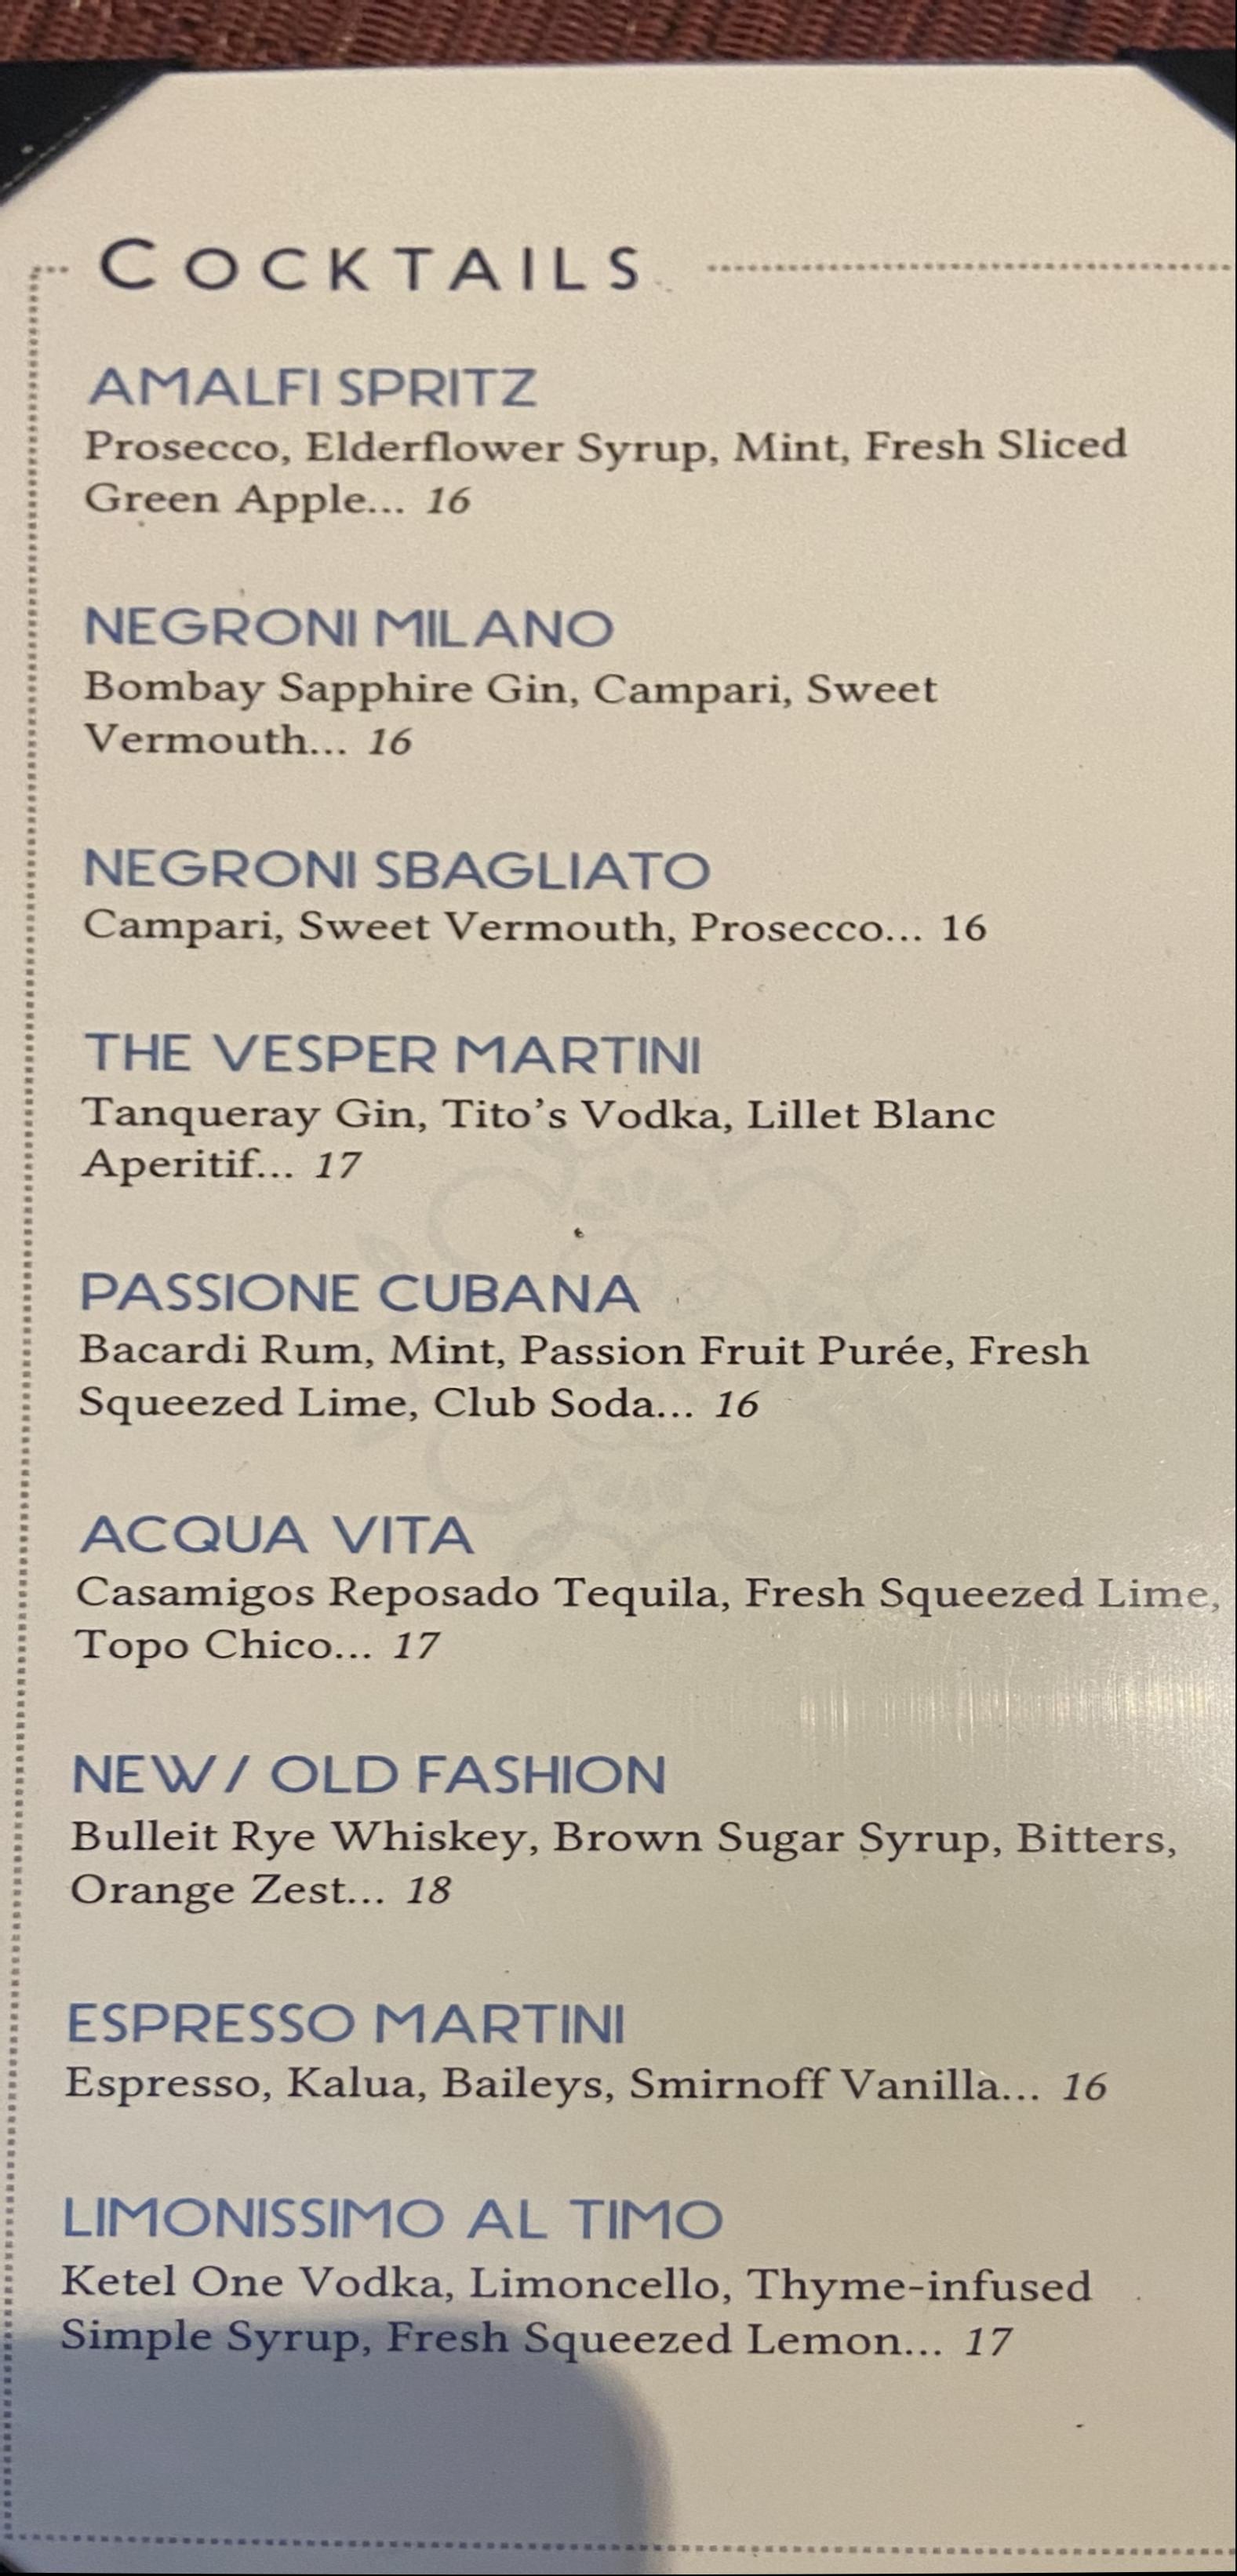 COCKTAILS
AMALFI SPRITZ
Prosecco, Elderflower Syrup, Mint, Fresh Sliced
Green Apple... 16
NEGRONI MILANO
Bombay Sapphire Gin, Campari, Sweet
Vermouth... 16
NEGRONI SBAGLIATO
Campari, Sweet Vermouth, Prosecco... 16
THE VESPER MARTINI
Tanqueray Gin, Tito's Vodka, Lillet Blanc
Aperitif... 17
PASSIONE CUBANA
Bacardi Rum, Mint, Passion Fruit Purée, Fresh
Squeezed Lime, Club Soda... 16
ACQUA VITA
Casamigos Reposado Tequila, Fresh Squeezed Lime,
Topo Chico... 17
NEW/ OLD FASHION
Bulleit Rye Whiskey, Brown Sugar Syrup, Bitters,
Orange Zest... 18
ESPRESSO MARTINI
Espresso, Kalua, Baileys, Smirnoff Vanilla... 16
LIMONISSIMO AL TIMO
Ketel One Vodka, Limoncello, Thyme-infused
Simple Syrup, Fresh Squeezed Lemon... 17